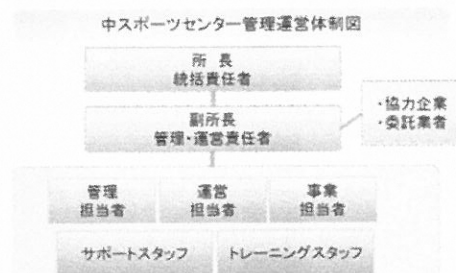 中スポーツセンター管理運営体制図
所 長
統括責任者
副所長
管理・運営責任者
・協力企業
・委託業者
管理
担当者
運営
担当者
事業
担当者
サポートスタッフ
トレーニングスタッフ